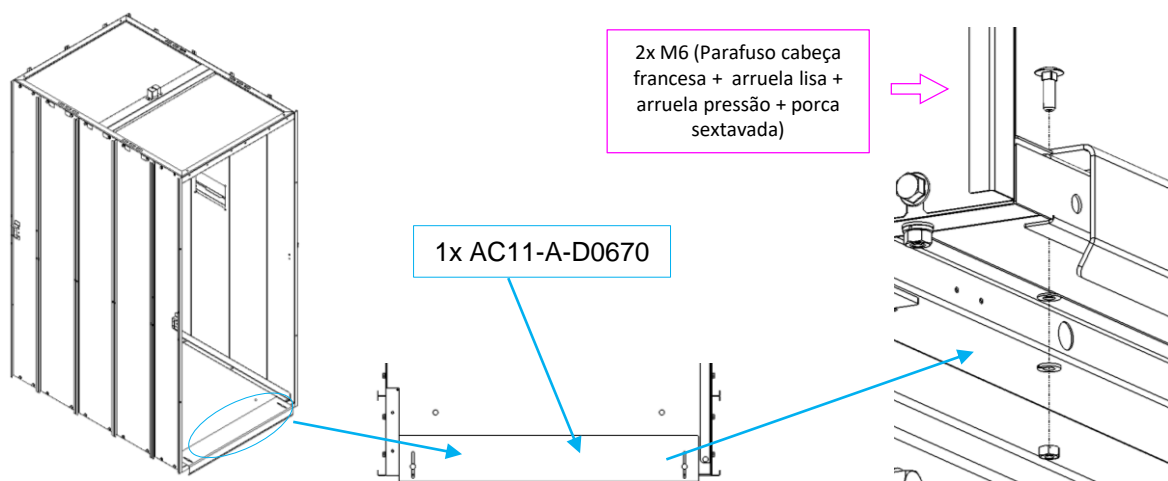 2x M6 (Parafuso cabeça
francesa + arruela lisa +
arruela pressão + porca
sextavada)
1x AC11-A-D0670